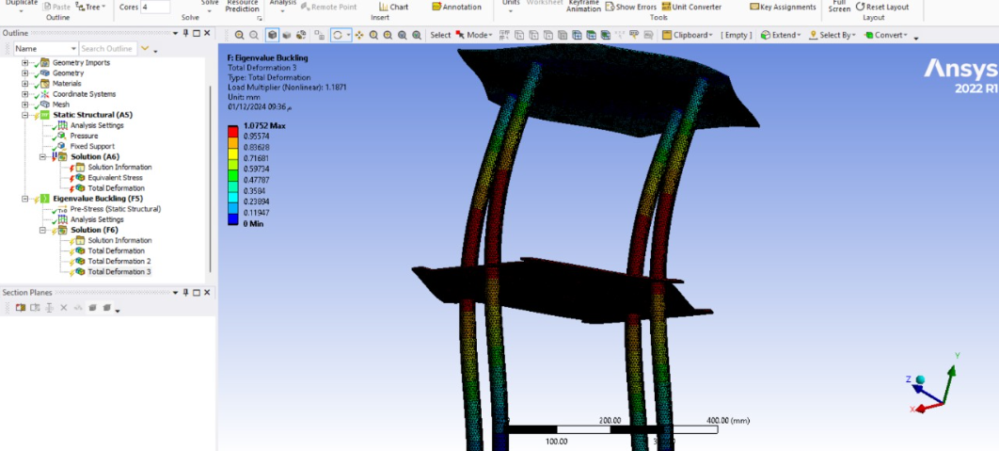 Duplicate Paste Tree Cores 4 Solve Resource Prediction Analysis Remote Point Chart Annotation Units Worksheet Keyframe Animation Show Errors Unit Converter Key Assignments Full Screen Reset Layout
Outline Solve Insert Tools Layout
Outline
Name Search Outline
Select Mode Clipboard [ Empty ] Extend Select By Convert
Geometry Imports
Geometry
Materials
Coordinate Systems
Mesh
Static Structural (A5)
Analysis Settings
Pressure
Fixed Support
Solution (A6)
Solution Information
Equivalent Stress
Total Deformation
Eigenvalue Buckling (F5)
Pre-Stress (Static Structural)
Analysis Settings
Solution (F6)
Solution Information
Total Deformation
Total Deformation 2
Total Deformation 3
Section Planes
F: Eigenvalue Buckling
Total Deformation 3
Type: Total Deformation
Load Multiplier (Nonlinear): 1.1871
Unit: mm
01/12/2024 09:36 م
1.0752 Max
0.95574
0.83628
0.71681
0.59734
0.47787
0.3584
0.23894
0.11947
0 Min
Ansys
2022 R1
Y
Z
X
200.00 400.00 (mm)
100.00